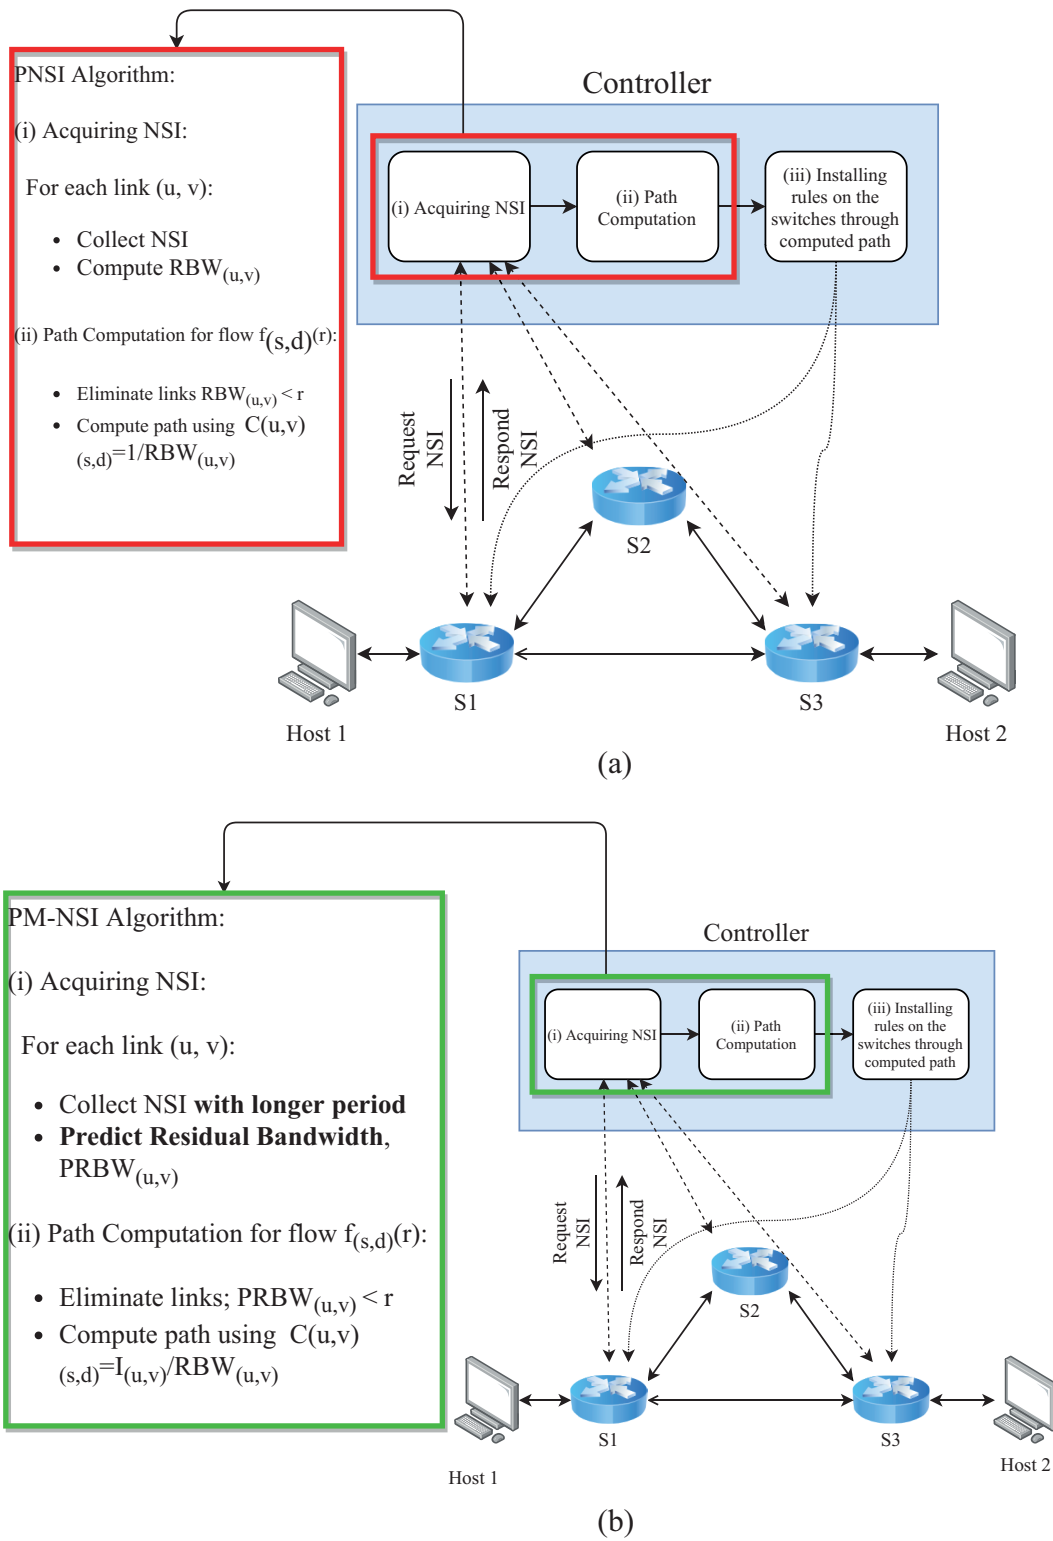 PNSI Algorithm:
(i) Acquiring NSI:
For each link (u, v):
• Collect NSI
• Compute RBW(u,v)
(ii) Path Computation for flow f(s,d)(r):
• Eliminate links RBW(u,v) < r
• Compute path using C(u,v)
(s,d)=1/RBW(u,v)
Controller
(i) Acquiring NSI
(ii) Path
Computation
(iii) Installing
rules on the
switches through
computed path
Request
NSI
Respond
NSI
S2
S1
S3
Host 1
Host 2
(a)
PM-NSI Algorithm:
(i) Acquiring NSI:
For each link (u, v):
• Collect NSI with longer period
• Predict Residual Bandwidth,
PRBW(u,v)
(ii) Path Computation for flow f(s,d)(r):
• Eliminate links; PRBW(u,v) < r
• Compute path using C(u,v)
(s,d)=I(u,v)/RBW(u,v)
Controller
(i) Acquiring NSI
(ii) Path
Computation
(iii) Installing
rules on the
switches through
computed path
Request
NSI
Respond
NSI
S2
S1
S3
Host 1
Host 2
(b)